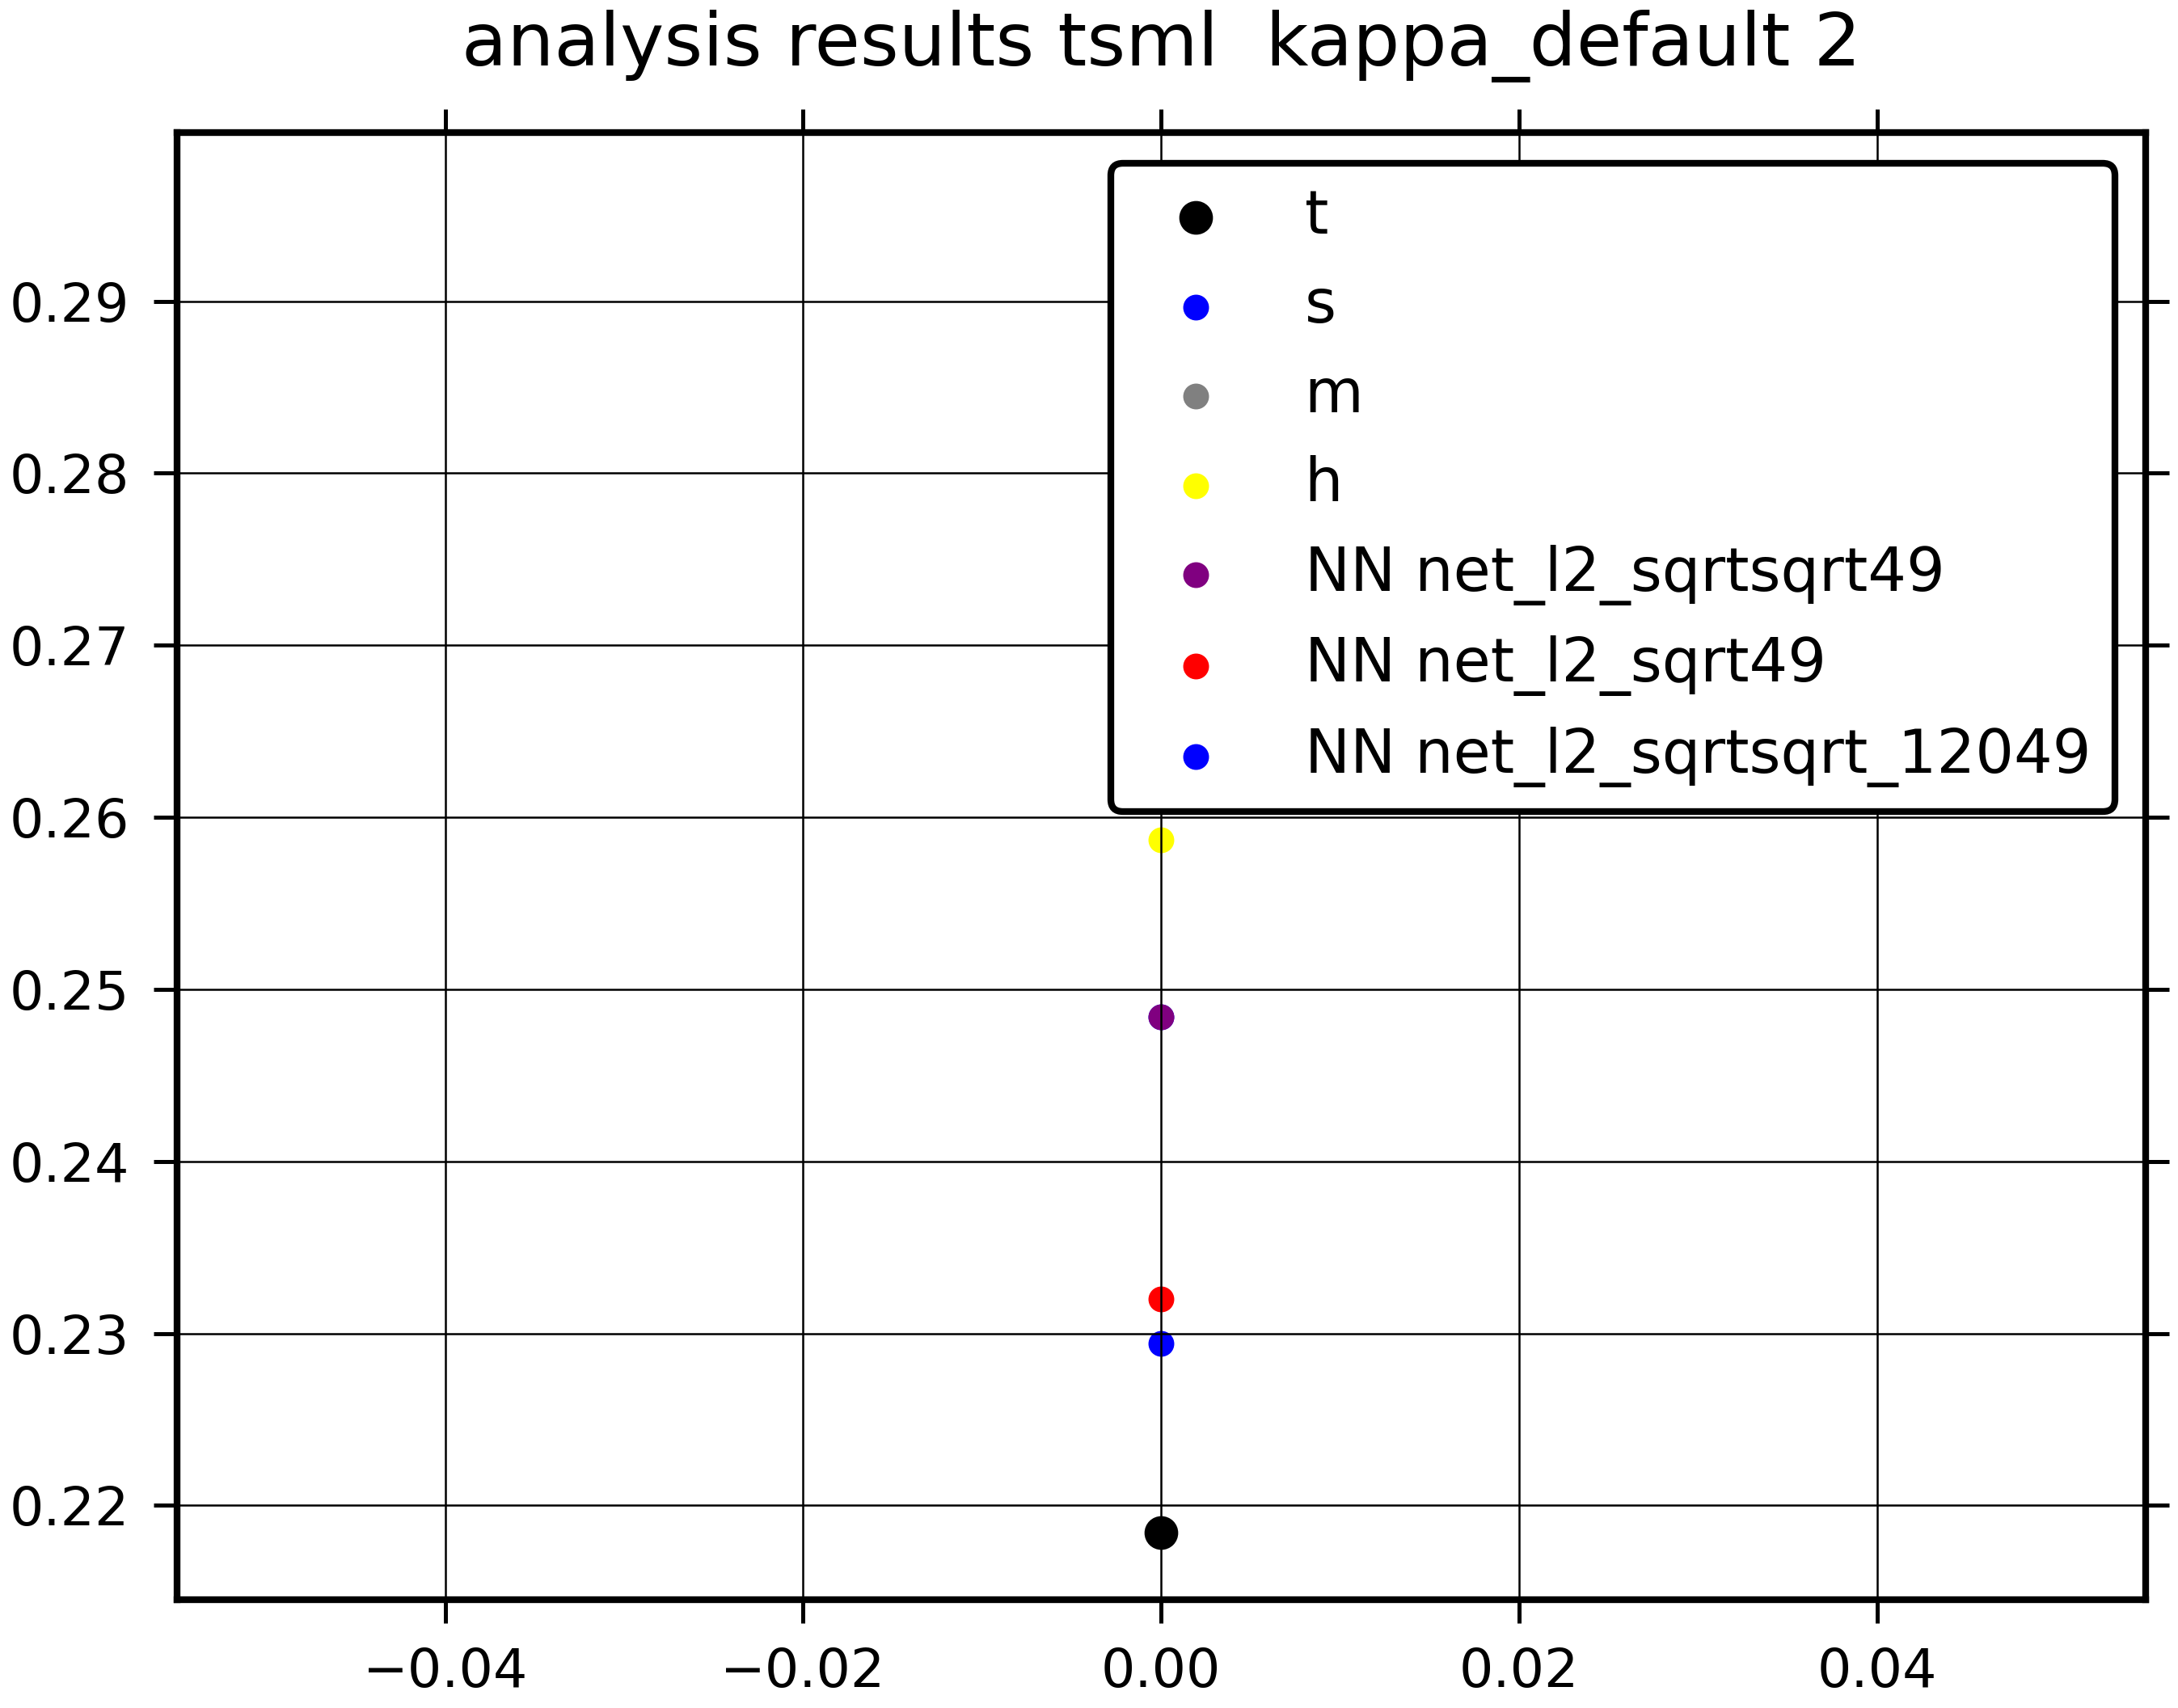 analysis results tsml  kappa_default 2
t
s
m
h
NN net_l2_sqrtsqrt49
NN net_l2_sqrt49
NN net_l2_sqrtsqrt_12049
0.29
0.28
0.27
0.26
0.25
0.24
0.23
0.22
−0.04
−0.02
0.00
0.02
0.04